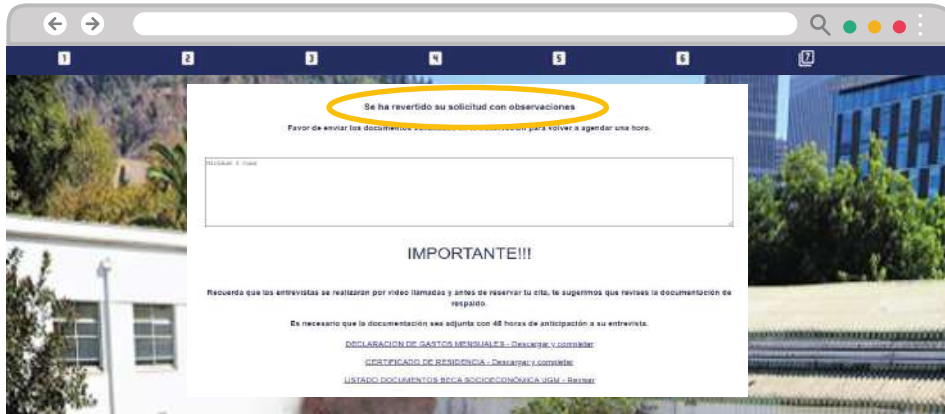 1 2 3 4 5 6 7
Se ha revertido su solicitud con observaciones
Favor de enviar los documentos para volver a agendar una hora.
IMPORTANTE!!!
Recuerda que las entrevistas se realizarán por video llamadas y antes de reservar tu cita, te sugerimos que revises la documentación de
respaldo.
Es necesario que la documentación sea adjunta con 48 horas de anticipación a su entrevista.
DECLARACION DE GASTOS MENSUALES - Descargar y completar
CERTIFICADO DE RESIDENCIA - Descargar y completar
LISTADO DOCUMENTOS BECA SOCIOECONÓMICA UGM - Revisar